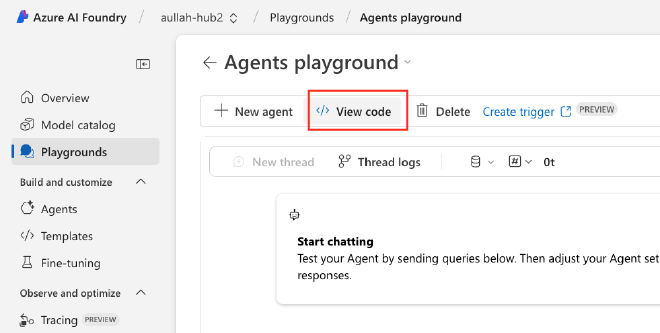 Azure AI Foundry / aullah-hub2 / Playgrounds / Agents playground
Agents playground
New agent </> View code Delete Create trigger PREVIEW
New thread Thread logs 0t
Overview
Model catalog
Playgrounds
Build and customize
Agents
Templates
Fine-tuning
Observe and optimize
Tracing PREVIEW
Start chatting
Test your Agent by sending queries below. Then adjust your Agent set
responses.